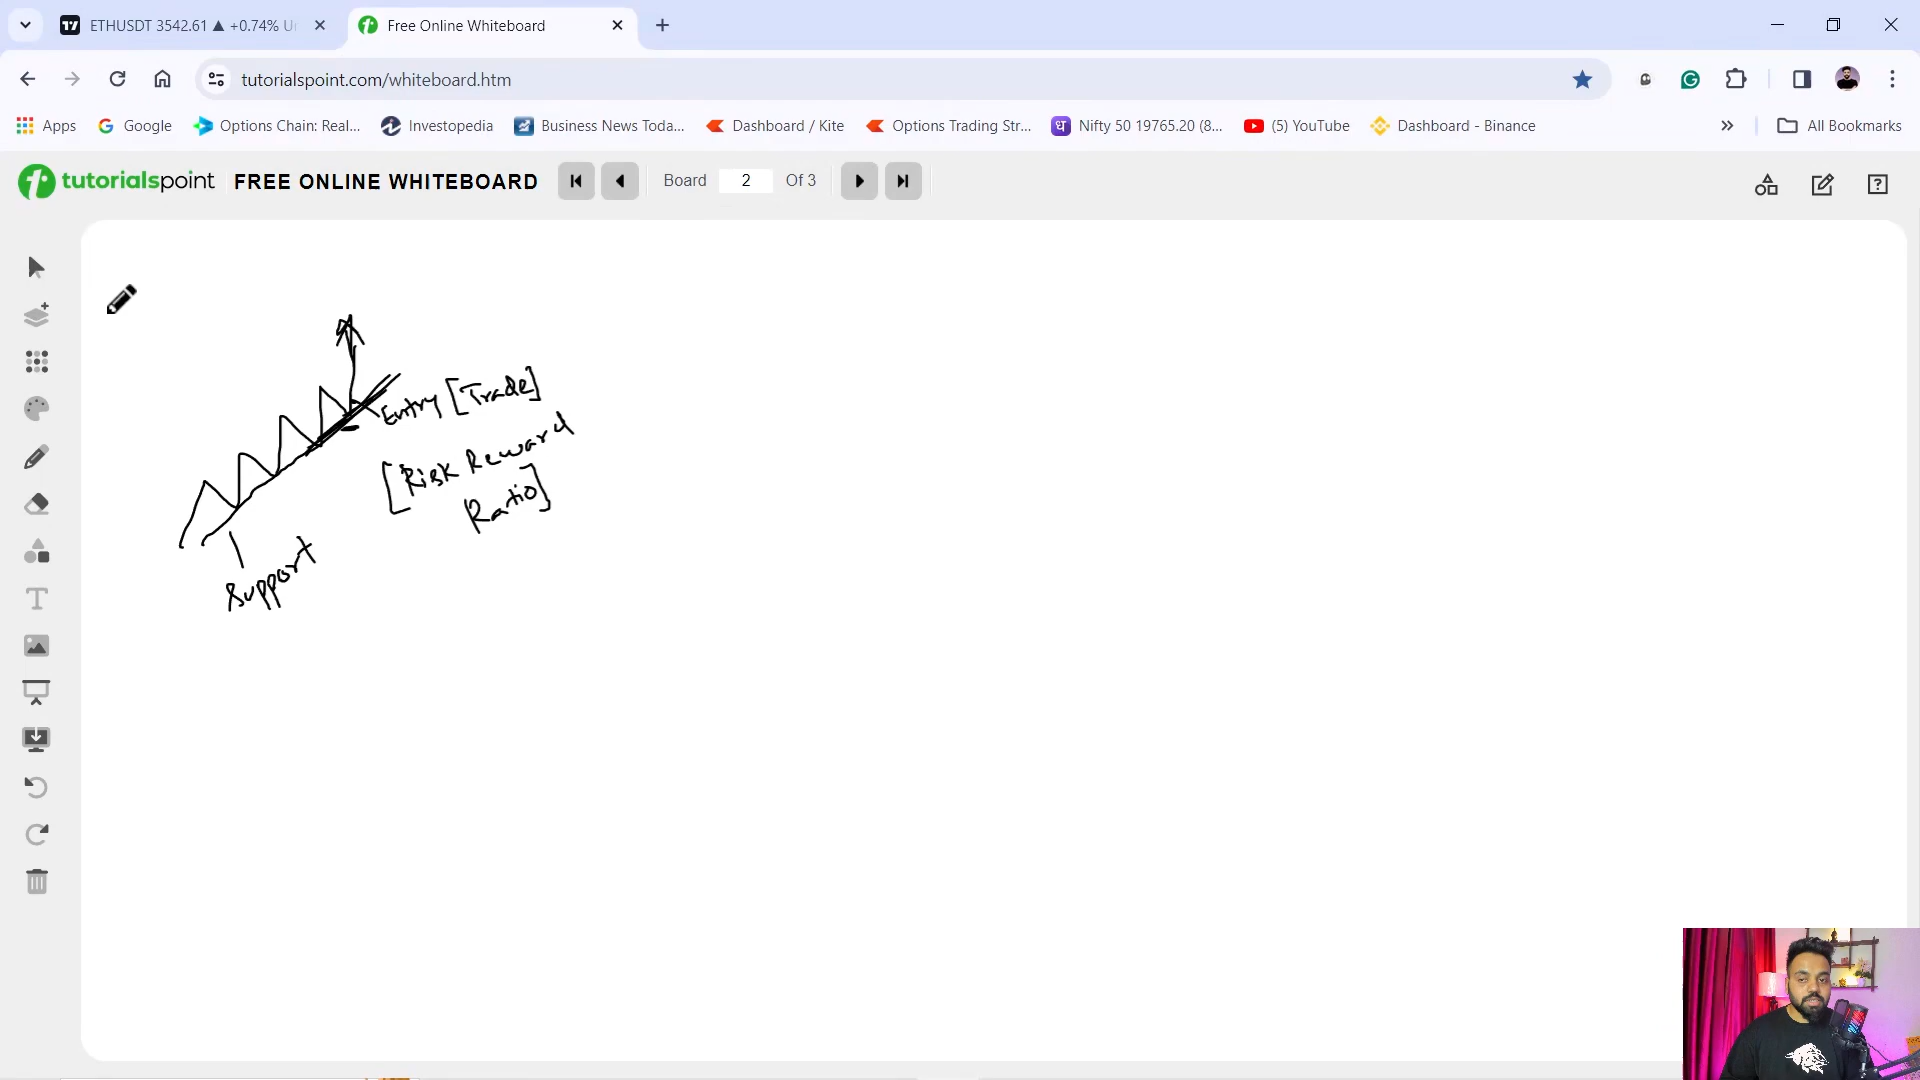 ETHUSDT 3542.61 ▲ +0.74% U
Free Online Whiteboard
tutorialspoint.com/whiteboard.htm
Apps
Google
Options Chain: Real...
Investopedia
Business News Toda...
Dashboard / Kite
Options Trading Str...
Nifty 50 19765.20 (8...
(5) YouTube
Dashboard - Binance
All Bookmarks
tutorialspoint
FREE ONLINE WHITEBOARD
Board 2 Of 3
Entry [Trade]
[Risk Reward
Ratio]
Support